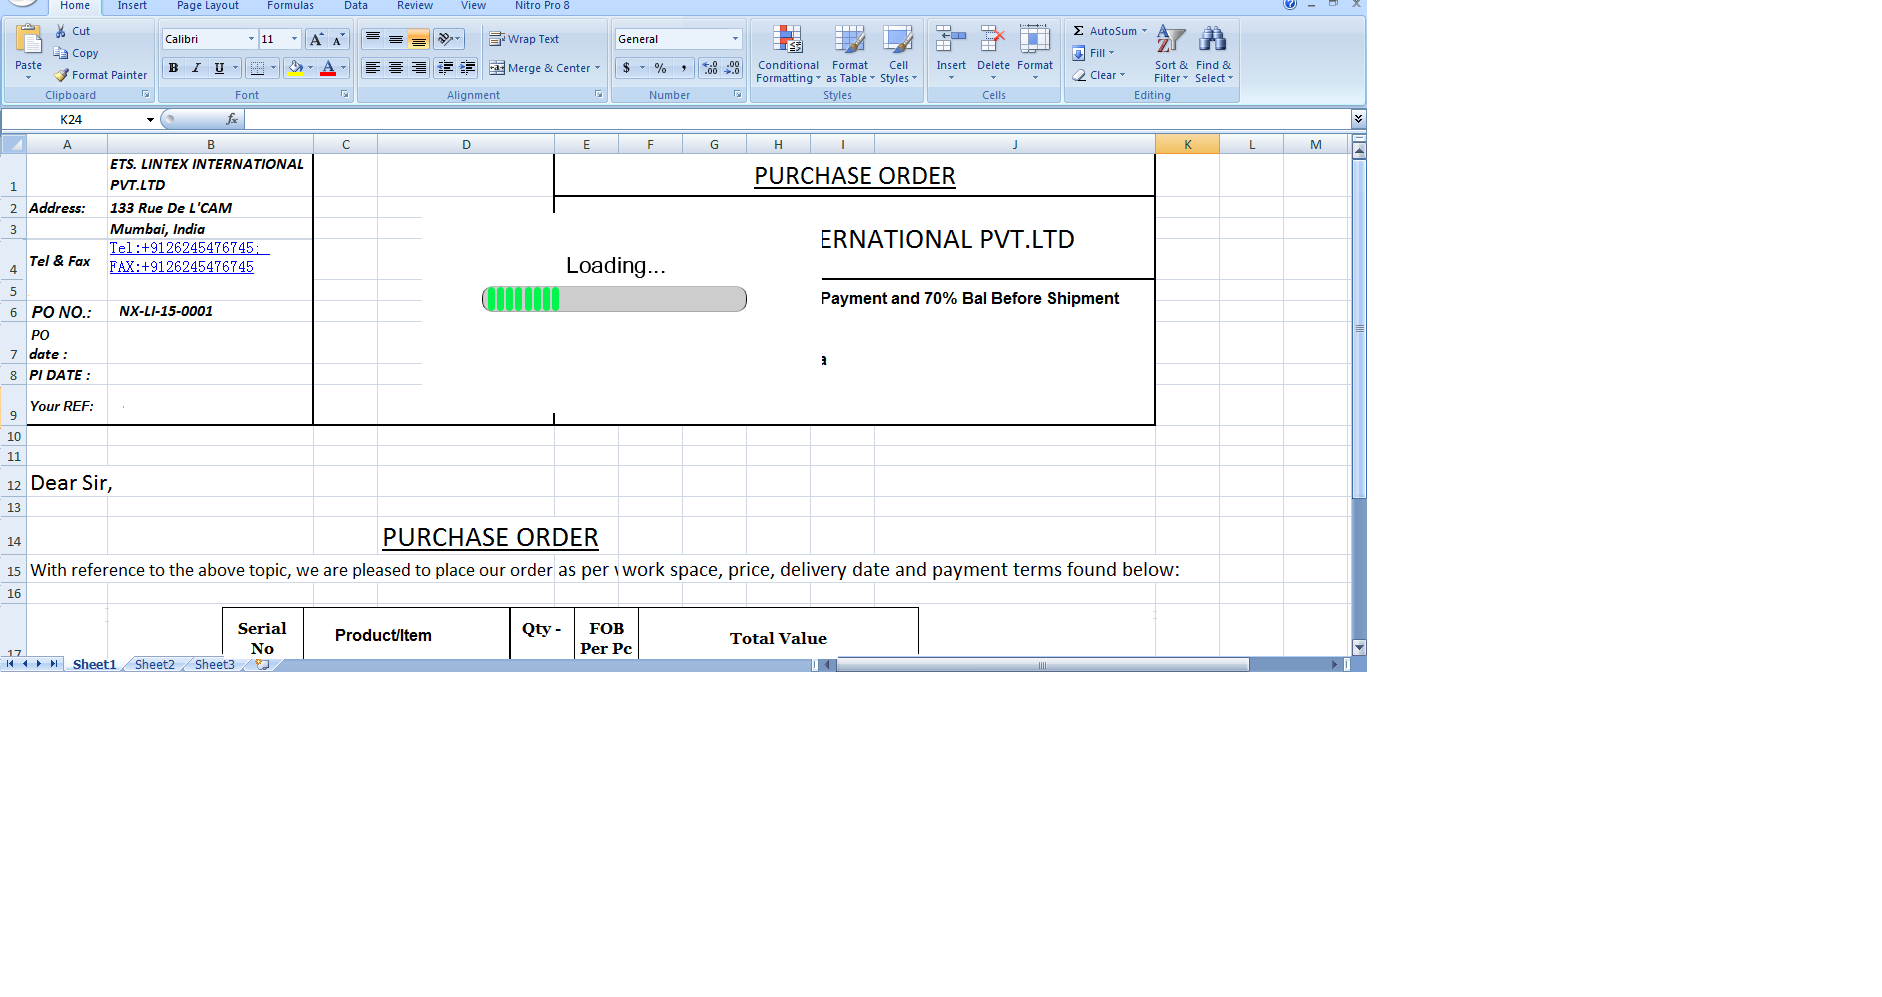 Home Insert Page Layout Formulas Data Review View Nitro Pro 8
Paste
Cut
Copy
Format Painter
Clipboard
Calibri 11
B I U
Font
Wrap Text
Merge & Center
Alignment
General
$ % ,
Number
Conditional Formatting
Format as Table
Cell Styles
Styles
Insert Delete Format
Cells
Σ AutoSum
Fill
Clear
Sort & Filter
Find & Select
Editing
K24 fx
A B C D E F G H I J K L M
1 ETS. LINTEX INTERNATIONAL
PVT.LTD
PURCHASE ORDER
2 Address: 133 Rue De L'CAM
3 Mumbai, India
4 Tel & Fax Tel:+9126245476745;
FAX:+9126245476745
ERNATIONAL PVT.LTD
Loading...
5
6 PO NO.: NX-LI-15-0001
Payment and 70% Bal Before Shipment
7 PO
date :
a
8 PI DATE :
9 Your REF:
10
11
12 Dear Sir,
13
14 PURCHASE ORDER
15 With reference to the above topic, we are pleased to place our order as per work space, price, delivery date and payment terms found below:
16
17 Serial
No
Product/Item
Qty -
FOB
Per Pc
Total Value
Sheet1 Sheet2 Sheet3